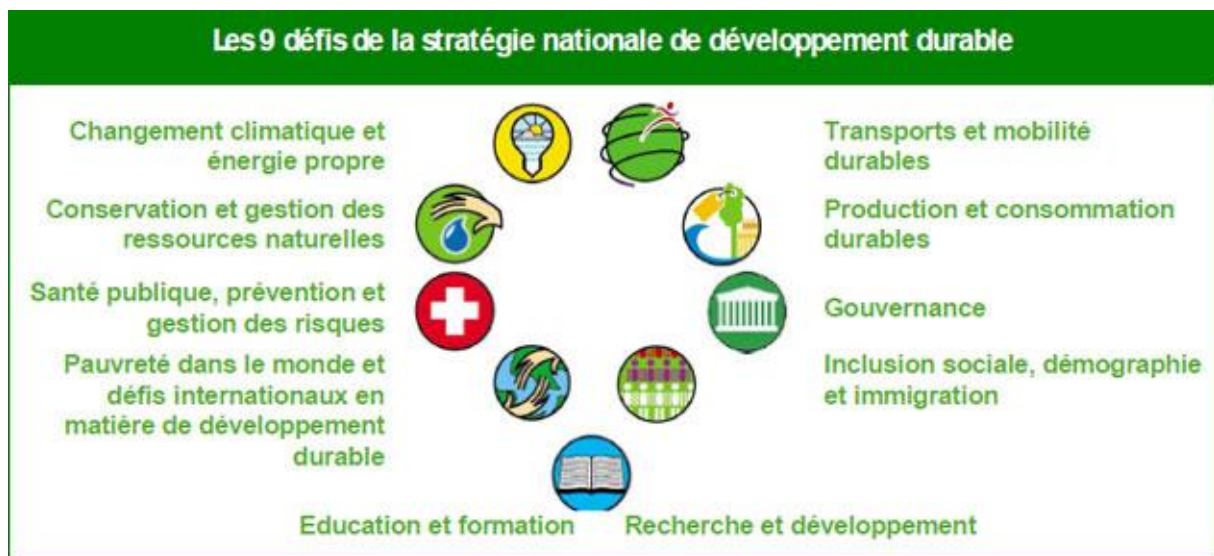 Les 9 défis de la stratégie nationale de développement durable
Changement climatique et
énergie propre
Transports et mobilité
durables
Conservation et gestion des
ressources naturelles
Production et consommation
durables
Santé publique, prévention et
gestion des risques
Gouvernance
Pauvreté dans le monde et
défis internationaux en
matière de développement
durable
Inclusion sociale, démographie
et immigration
Education et formation
Recherche et développement